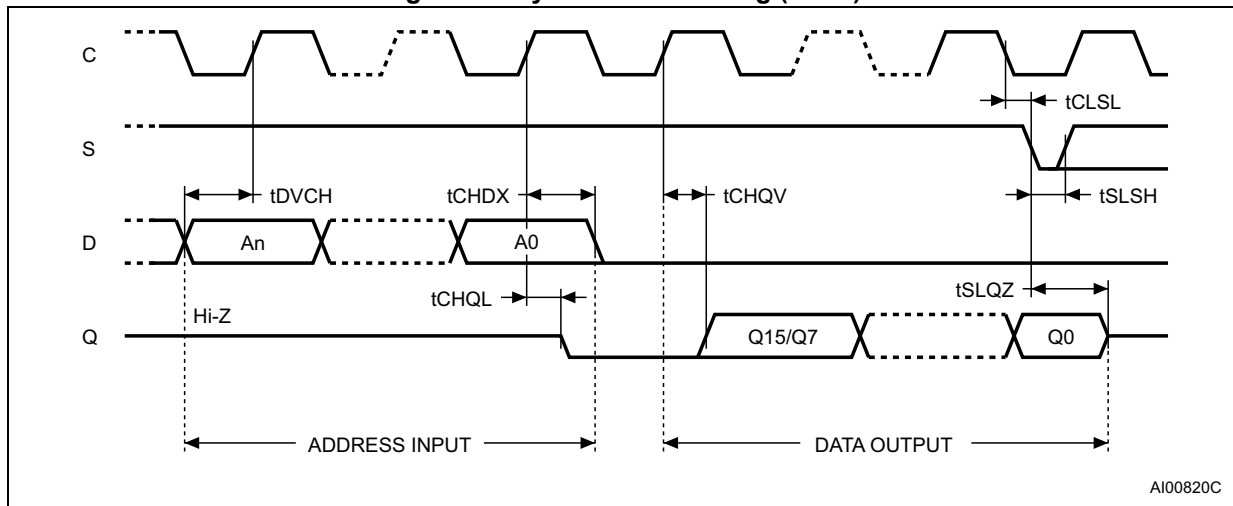 C
tCLSL
S
tDVCH tCHDX tCHQV tSLSH
D An A0
tCHQL tSLQZ
Hi-Z
Q Q15/Q7 Q0
ADDRESS INPUT DATA OUTPUT
AI00820C